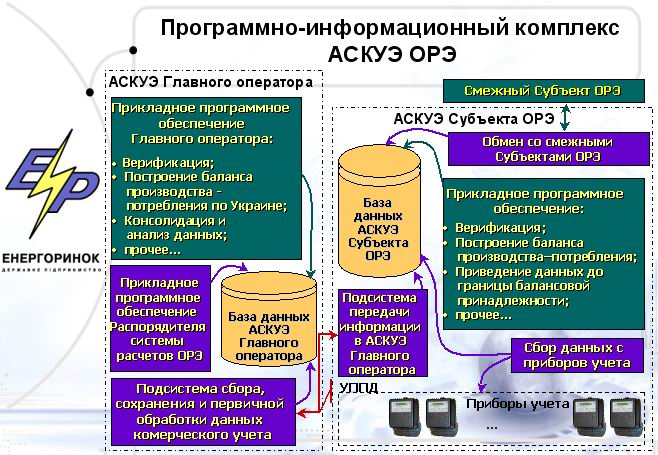 Программно-информационный комплекс
АСКУЭ ОРЭ
АСКУЭ Главного оператора
Прикладное программное
обеспечение
Главного оператора:
• Верификация;
• Построение баланса
производства -
потребления по Украине;
• Консолидация и
анализ данных;
• прочее...
ЕР
ЕНЕРГОРИНОК
ДЕРЖАВНЕ ПІДПРИЄМСТВО
Прикладное
программное
обеспечение
Распорядителя
системы
расчетов ОРЭ
База данных
АСКУЭ
Главного
оператора
Подсистема сбора,
сохранения и первичной
обработки данных
комерческого учета
Смежный Субъект ОРЭ
АСКУЭ Субъекта ОРЭ
Обмен со смежными
Субъектами ОРЭ
База
данных
АСКУЭ
Субъекта
ОРЭ
Прикладное программное
обеспечение:
• Верификация;
• Построение баланса
производства–потребления;
• Приведение данных до
границы балансовой
принадлежности;
• прочее...
Подсистема
передачи
информации
в АСКУЭ
Главного
оператора
Сбор данных с
приборов учета
УППД
Приборы учета
...